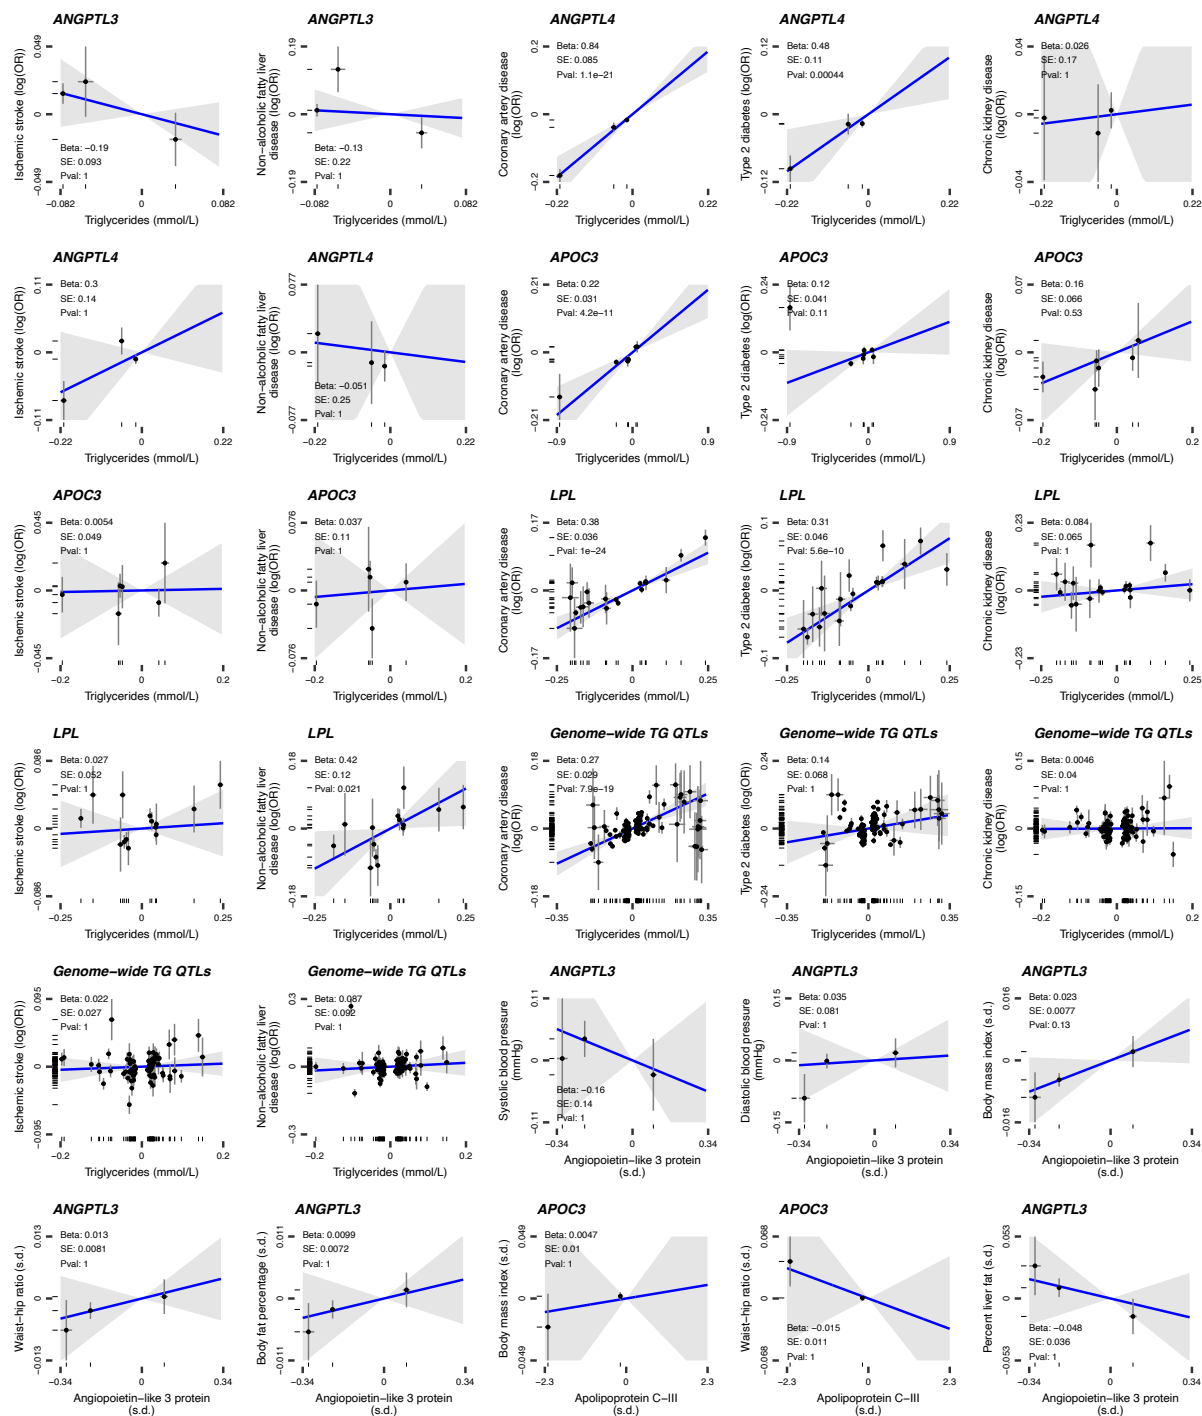 ANGPTL3
Ischemic stroke (log(OR))
0.049
0
−0.049
Beta: −0.19
SE: 0.093
Pval: 1
−0.082
0
0.082
Triglycerides (mmol/L)
ANGPTL3
Non−alcoholic fatty liver
disease (log(OR))
0.19
0
−0.19
Beta: −0.13
SE: 0.22
Pval: 1
−0.082
0
0.082
Triglycerides (mmol/L)
ANGPTL4
Coronary artery disease
(log(OR))
0.2
0
−0.2
Beta: 0.84
SE: 0.085
Pval: 1.1e−21
−0.22
0
0.22
Triglycerides (mmol/L)
ANGPTL4
Type 2 diabetes (log(OR))
0.12
0
−0.12
Beta: 0.48
SE: 0.11
Pval: 0.00044
−0.22
0
0.22
Triglycerides (mmol/L)
ANGPTL4
Chronic kidney disease
(log(OR))
0.04
0
−0.04
Beta: 0.026
SE: 0.17
Pval: 1
−0.22
0
0.22
Triglycerides (mmol/L)
ANGPTL4
Ischemic stroke (log(OR))
0.11
0
−0.11
Beta: 0.3
SE: 0.14
Pval: 1
−0.22
0
0.22
Triglycerides (mmol/L)
ANGPTL4
Non−alcoholic fatty liver
disease (log(OR))
0.077
0
−0.077
Beta: −0.051
SE: 0.25
Pval: 1
−0.22
0
0.22
Triglycerides (mmol/L)
APOC3
Coronary artery disease
(log(OR))
0.21
0
−0.21
Beta: 0.22
SE: 0.031
Pval: 4.2e−11
−0.9
0
0.9
Triglycerides (mmol/L)
APOC3
Type 2 diabetes (log(OR))
0.24
0
−0.24
Beta: 0.12
SE: 0.041
Pval: 0.11
−0.9
0
0.9
Triglycerides (mmol/L)
APOC3
Chronic kidney disease
(log(OR))
0.07
0
−0.07
Beta: 0.16
SE: 0.066
Pval: 0.53
−0.2
0
0.2
Triglycerides (mmol/L)
APOC3
Ischemic stroke (log(OR))
0.045
0
−0.045
Beta: 0.0054
SE: 0.049
Pval: 1
−0.2
0
0.2
Triglycerides (mmol/L)
APOC3
Non−alcoholic fatty liver
disease (log(OR))
0.076
0
−0.076
Beta: 0.037
SE: 0.11
Pval: 1
−0.2
0
0.2
Triglycerides (mmol/L)
LPL
Coronary artery disease
(log(OR))
0.17
0
−0.17
Beta: 0.38
SE: 0.036
Pval: 1e−24
−0.25
0
0.25
Triglycerides (mmol/L)
LPL
Type 2 diabetes (log(OR))
0.1
0
−0.1
Beta: 0.31
SE: 0.046
Pval: 5.6e−10
−0.25
0
0.25
Triglycerides (mmol/L)
LPL
Chronic kidney disease
(log(OR))
0.23
0
−0.23
Beta: 0.084
SE: 0.065
Pval: 1
−0.25
0
0.25
Triglycerides (mmol/L)
LPL
Ischemic stroke (log(OR))
0.086
0
−0.086
Beta: 0.027
SE: 0.052
Pval: 1
−0.25
0
0.25
Triglycerides (mmol/L)
LPL
Non−alcoholic fatty liver
disease (log(OR))
0.18
0
−0.18
Beta: 0.42
SE: 0.12
Pval: 0.021
−0.25
0
0.25
Triglycerides (mmol/L)
Genome−wide TG QTLs
Coronary artery disease
(log(OR))
0.18
0
−0.18
Beta: 0.27
SE: 0.029
Pval: 7.9e−19
−0.35
0
0.35
Triglycerides (mmol/L)
Genome−wide TG QTLs
Type 2 diabetes (log(OR))
0.24
0
−0.24
Beta: 0.14
SE: 0.068
Pval: 1
−0.35
0
0.35
Triglycerides (mmol/L)
Genome−wide TG QTLs
Chronic kidney disease
(log(OR))
0.15
0
−0.15
Beta: 0.0046
SE: 0.04
Pval: 1
−0.2
0
0.2
Triglycerides (mmol/L)
Genome−wide TG QTLs
Ischemic stroke (log(OR))
0.095
0
−0.095
Beta: 0.022
SE: 0.027
Pval: 1
−0.2
0
0.2
Triglycerides (mmol/L)
Genome−wide TG QTLs
Non−alcoholic fatty liver
disease (log(OR))
0.3
0
−0.3
Beta: 0.087
SE: 0.092
Pval: 1
−0.2
0
0.2
Triglycerides (mmol/L)
ANGPTL3
Systolic blood pressure
(mmHg)
0.11
0
−0.11
Beta: −0.16
SE: 0.14
Pval: 1
−0.34
0
0.34
Angiopoietin−like 3 protein
(s.d.)
ANGPTL3
Diastolic blood pressure
(mmHg)
0.15
0
−0.15
Beta: 0.035
SE: 0.081
Pval: 1
−0.34
0
0.34
Angiopoietin−like 3 protein
(s.d.)
ANGPTL3
Body mass index (s.d.)
0.016
0
−0.016
Beta: 0.023
SE: 0.0077
Pval: 0.13
−0.34
0
0.34
Angiopoietin−like 3 protein
(s.d.)
ANGPTL3
Waist−hip ratio (s.d.)
0.013
0
−0.013
Beta: 0.013
SE: 0.0081
Pval: 1
−0.34
0
0.34
Angiopoietin−like 3 protein
(s.d.)
ANGPTL3
Body fat percentage (s.d.)
0.011
0
−0.011
Beta: 0.0099
SE: 0.0072
Pval: 1
−0.34
0
0.34
Angiopoietin−like 3 protein
(s.d.)
APOC3
Body mass index (s.d.)
0.049
0
−0.049
Beta: 0.0047
SE: 0.01
Pval: 1
−2.3
0
2.3
Apolipoprotein C−III
(s.d.)
APOC3
Waist−hip ratio (s.d.)
0.068
0
−0.068
Beta: −0.015
SE: 0.011
Pval: 1
−2.3
0
2.3
Apolipoprotein C−III
(s.d.)
ANGPTL3
Percent liver fat (s.d.)
0.053
0
−0.053
Beta: −0.048
SE: 0.036
Pval: 1
−0.34
0
0.34
Angiopoietin−like 3 protein
(s.d.)